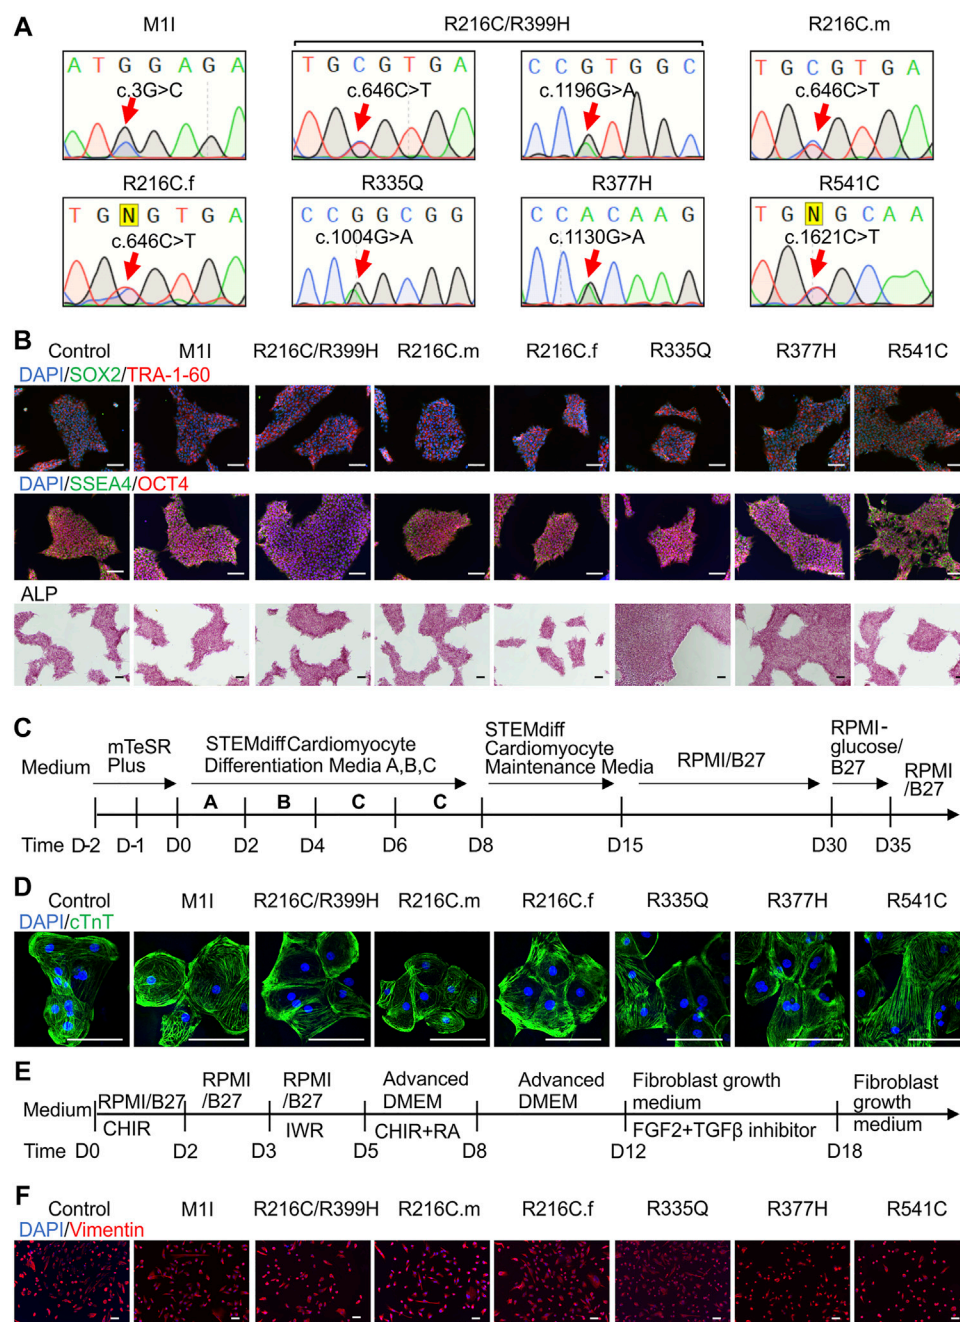 A
M1I
R216C/R399H
R216C.m
A T G G A G A
c.3G>C
T G C G T G A
c.646C>T
C C G T G G C
c.1196G>A
T G C G T G A
c.646C>T
R216C.f
R335Q
R377H
R541C
T G N G T G A
c.646C>T
C C G G C G G
c.1004G>A
C C A C A A G
c.1130G>A
T G N G C A A
c.1621C>T
B
Control
M1I
R216C/R399H
R216C.m
R216C.f
R335Q
R377H
R541C
DAPI/SOX2/TRA-1-60
DAPI/SSEA4/OCT4
ALP
C
Medium
mTeSR
Plus
STEMdiff Cardiomyocyte
Differentiation Media A,B,C
STEMdiff
Cardiomyocyte
Maintenance Media
RPMI/B27
RPMI-
glucose/
B27
RPMI
/B27
A
B
C
C
Time D-2 D-1 D0 D2 D4 D6 D8 D15 D30 D35
D
Control
M1I
R216C/R399H
R216C.m
R216C.f
R335Q
R377H
R541C
DAPI/cTnT
E
Medium
RPMI/B27
CHIR
RPMI
/B27
RPMI
/B27
IWR
Advanced
DMEM
CHIR+RA
Advanced
DMEM
Fibroblast growth
medium
FGF2+TGFβ inhibitor
Fibroblast
growth
medium
Time D0 D2 D3 D5 D8 D12 D18
F
Control
M1I
R216C/R399H
R216C.m
R216C.f
R335Q
R377H
R541C
DAPI/Vimentin